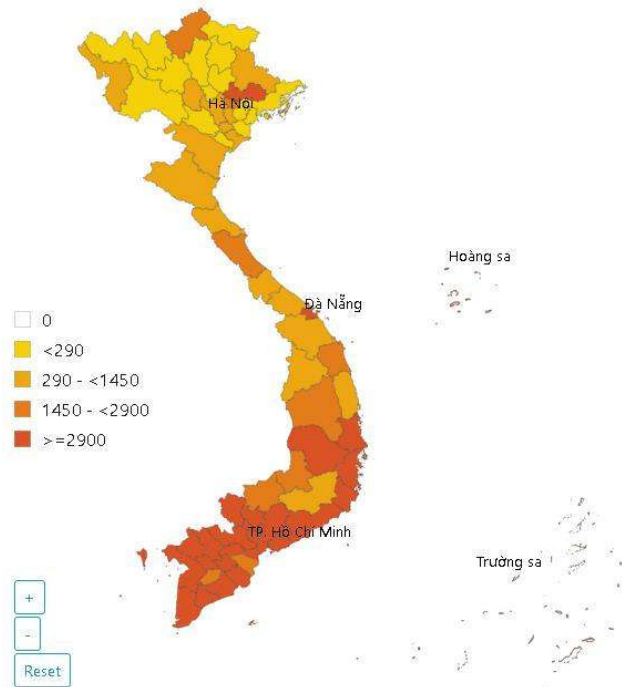 Hà Nội
Hoàng sa
Đà Nẵng
0
<290
290 - <1450
1450 - <2900
>=2900
TP. Hồ Chí Minh
Trường sa
+
-
Reset